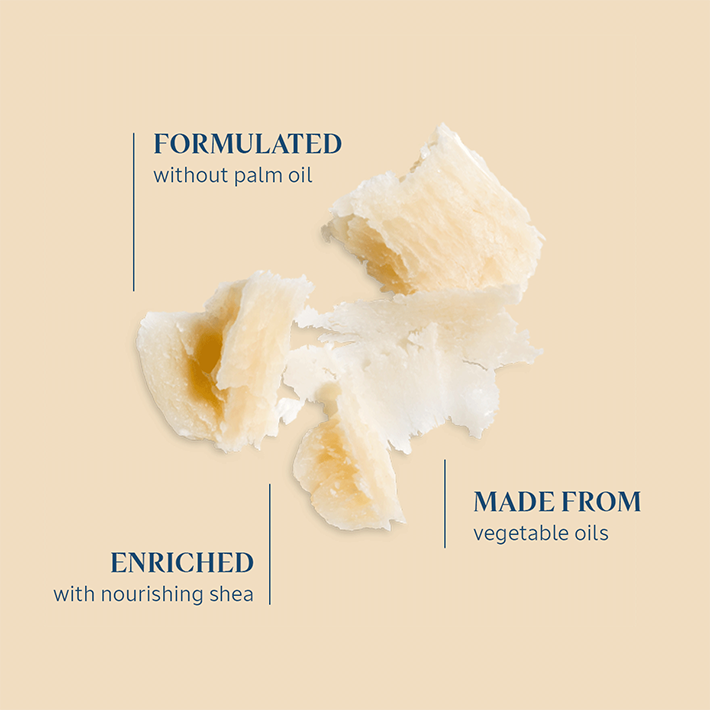 FORMULATED
without palm oil
MADE FROM
vegetable oils
ENRICHED
with nourishing shea